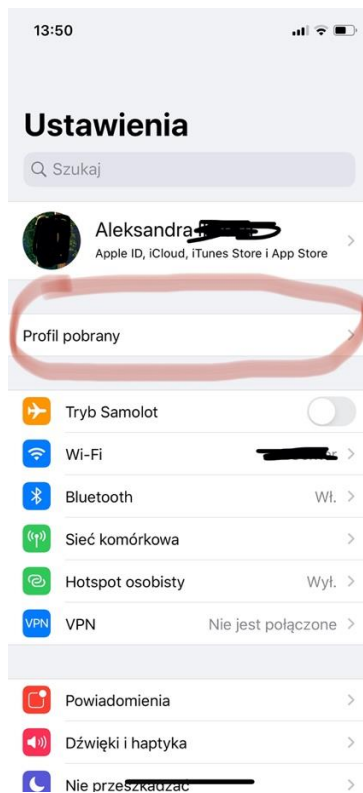 13:50
Ustawienia
Szukaj
Aleksandra
Apple ID, iCloud, iTunes Store i App Store
Profil pobrany
Tryb Samolot
Wi-Fi
Bluetooth Wł.
Sieć komórkowa
Hotspot osobisty Wył.
VPN VPN Nie jest połączone
Powiadomienia
Dźwięki i haptyka
Nie przeszkadzać